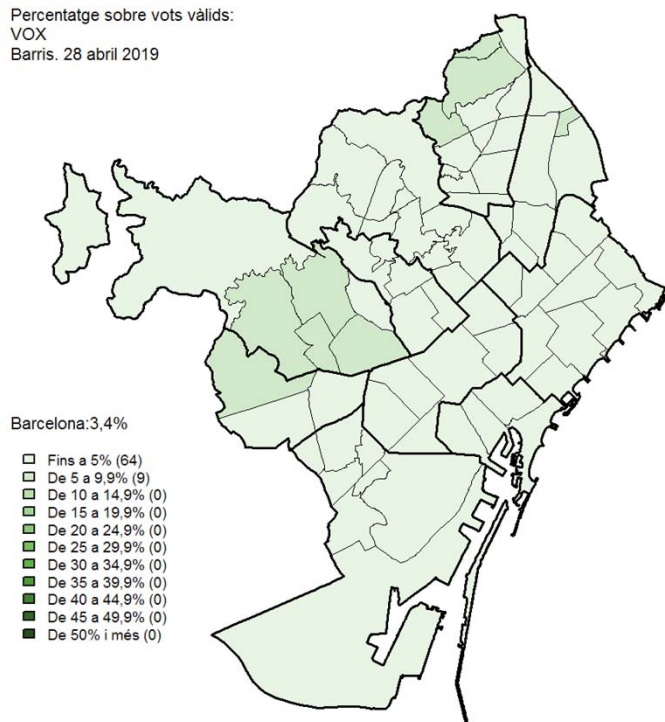 Percentatge sobre vots vàlids:
VOX
Barris. 28 abril 2019
Barcelona:3,4%
Fins a 5% (64)
De 5 a 9,9% (9)
De 10 a 14,9% (0)
De 15 a 19,9% (0)
De 20 a 24,9% (0)
De 25 a 29,9% (0)
De 30 a 34,9% (0)
De 35 a 39,9% (0)
De 40 a 44,9% (0)
De 45 a 49,9% (0)
De 50% i més (0)